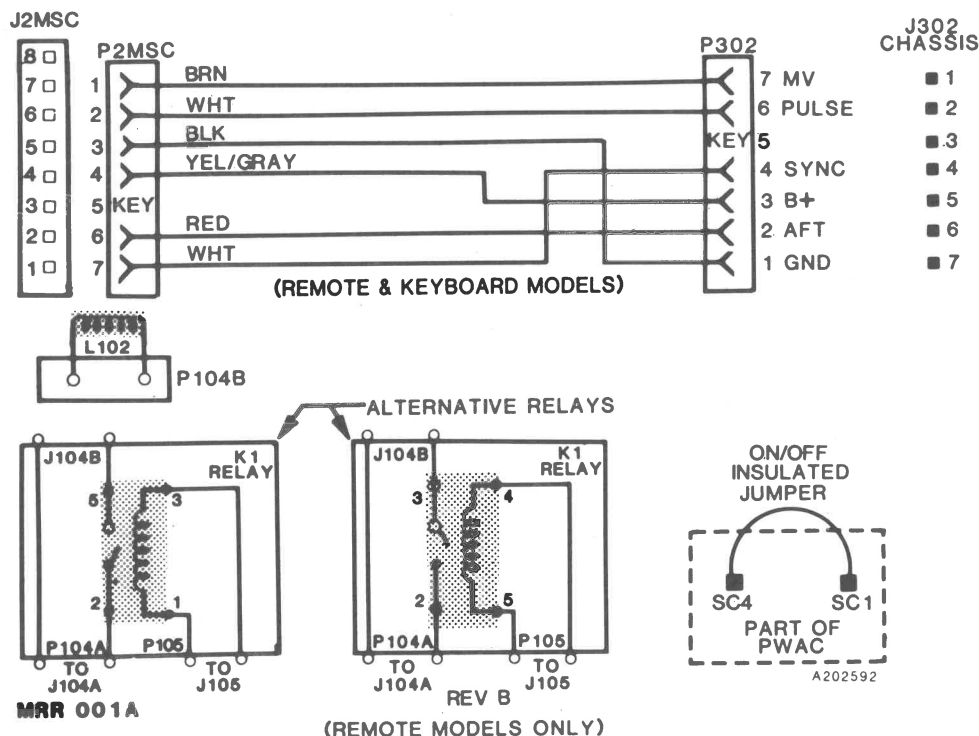 J2MSC
8
7
6
5
4
3
2
1
P2MSC
1
2
3
4
5 KEY
6
7
BRN
WHT
BLK
YEL/GRAY
RED
WHT
(REMOTE & KEYBOARD MODELS)
P302
7 MV
6 PULSE
KEY 5
4 SYNC
3 B+
2 AFT
1 GND
J302
CHASSIS
1
2
3
4
5
6
7
L102
P104B
ALTERNATIVE RELAYS
J104B
K1
RELAY
5
3
2
1
P104A
P105
TO
J104A
TO
J105
MRR 001A
J104B
K1
RELAY
3
4
2
5
P104A
P105
TO
J104A
TO
J105
REV B
(REMOTE MODELS ONLY)
ON/OFF
INSULATED
JUMPER
SC4
SC1
PART OF
PWAC
A202592